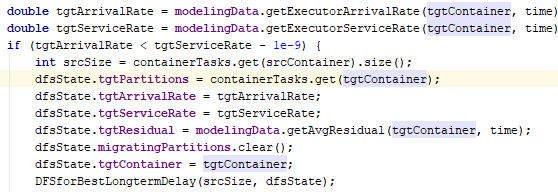 double tgtArrivalRate = modelingData.getExecutorArrivalRate(tgtContainer, time)
double tgtServiceRate = modelingData.getExecutorServiceRate(tgtContainer, time)
if (tgtArrivalRate < tgtServiceRate - 1e-9) {
int srcSize = containerTasks.get(srcContainer).size();
dfsState.tgtPartitions = containerTasks.get(tgtContainer);
dfsState.tgtArrivalRate = tgtArrivalRate;
dfsState.tgtServiceRate = tgtServiceRate;
dfsState.tgtResidual = modelingData.getAvgResidual(tgtContainer, time);
dfsState.migratingPartitions.clear();
dfsState.tgtContainer = tgtContainer;
DFSforBestLongtermDelay(srcSize, dfsState);